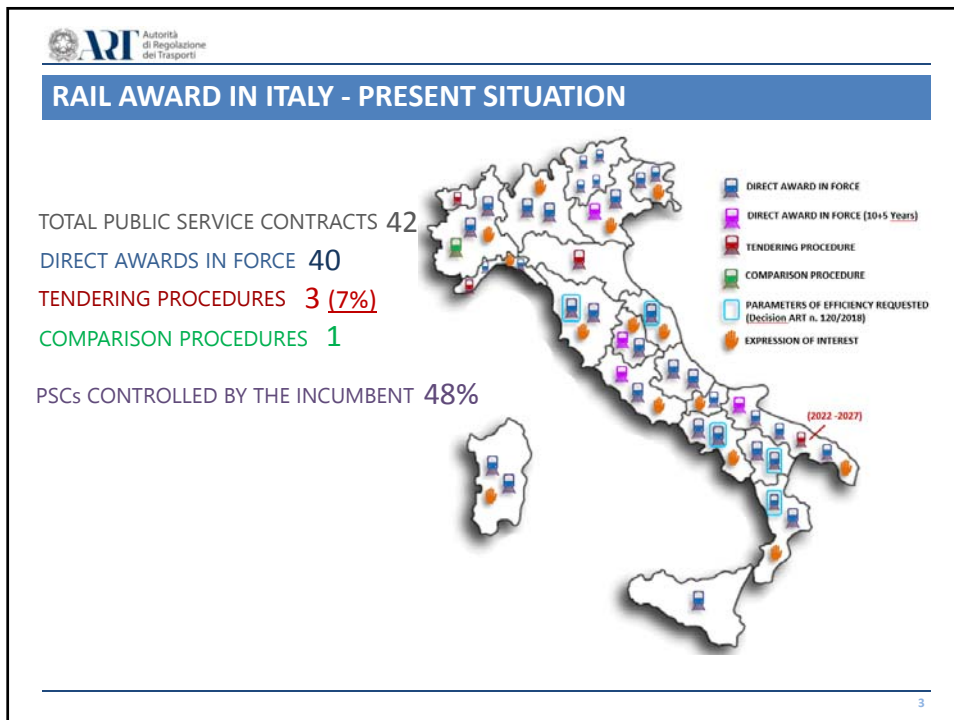 ART Autorità
di Regolazione
dei Trasporti
RAIL AWARD IN ITALY - PRESENT SITUATION
TOTAL PUBLIC SERVICE CONTRACTS 42
DIRECT AWARDS IN FORCE 40
TENDERING PROCEDURES 3 (7%)
COMPARISON PROCEDURES 1
PSCs CONTROLLED BY THE INCUMBENT 48%
DIRECT AWARD IN FORCE
DIRECT AWARD IN FORCE (10+5 Years)
TENDERING PROCEDURE
COMPARISON PROCEDURE
PARAMETERS OF EFFICIENCY REQUESTED
(Decision ART n. 120/2018)
EXPRESSION OF INTEREST
(2022 -2027)
3